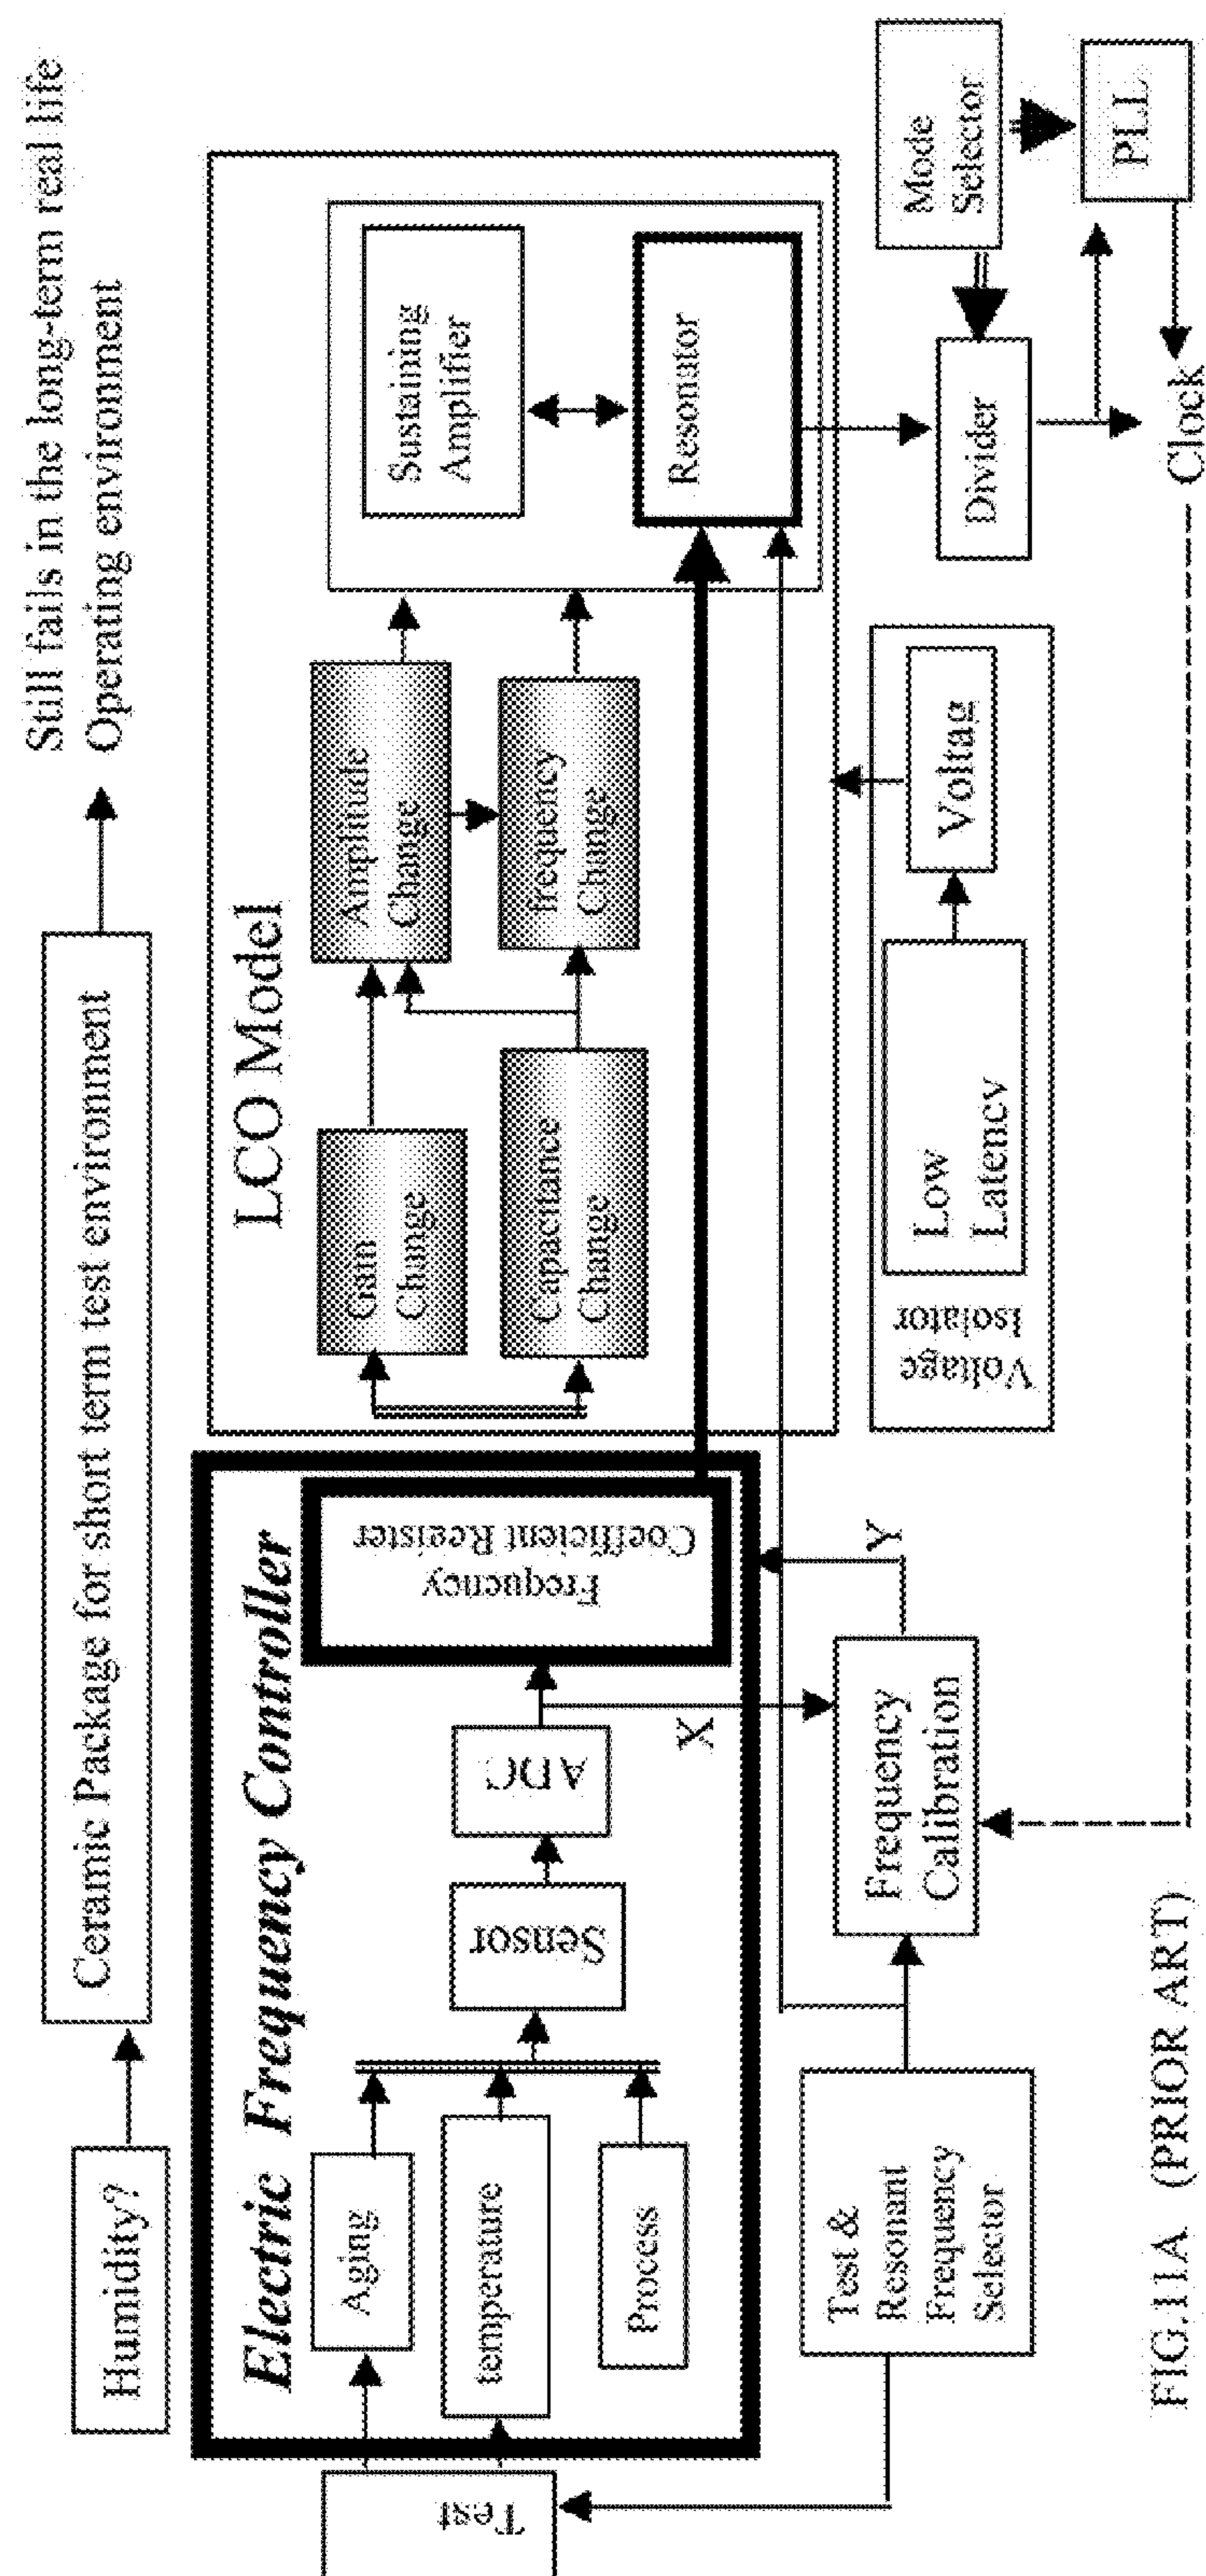 Still fails in the long-term real life
Operating environment
Humidity?
Ceramic Package for short term test environment
Electric Frequency Controller
LCO Model
Test
Aging
temperature
Process
Sensor
ADC
Frequency
Coefficient Register
Gain
Change
Capacitance
Change
Amplitude
Change
frequency
Change
Sustaining
Amplifier
Resonator
X
Y
Test &
Resonant
Frequency
Selector
Frequency
Calibration
Voltage
Isolator
Low
Latency
Voltag
Divider
Mode
Selector
PLL
Clock
FIG.11A (PRIOR ART)